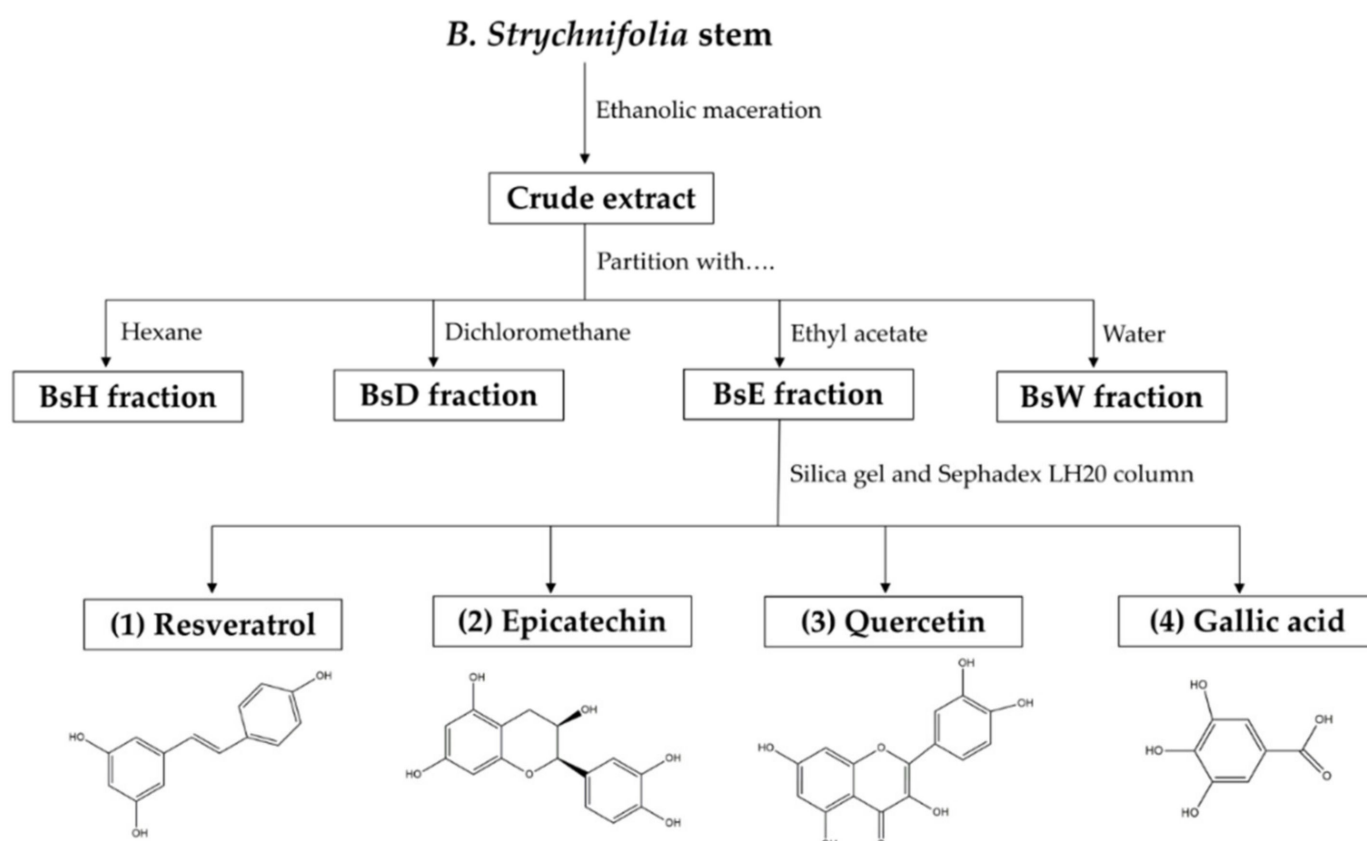 B. Strychnifolia stem
Ethanolic maceration
Crude extract
Partition with....
Hexane
Dichloromethane
Ethyl acetate
Water
BsH fraction
BsD fraction
BsE fraction
BsW fraction
Silica gel and Sephadex LH20 column
(1) Resveratrol
(2) Epicatechin
(3) Quercetin
(4) Gallic acid
OH
HO
OH
OH
OH
HO
O
OH
OH
OH
OH
HO
O
OH
HO
OH
HO
HO
OH
O